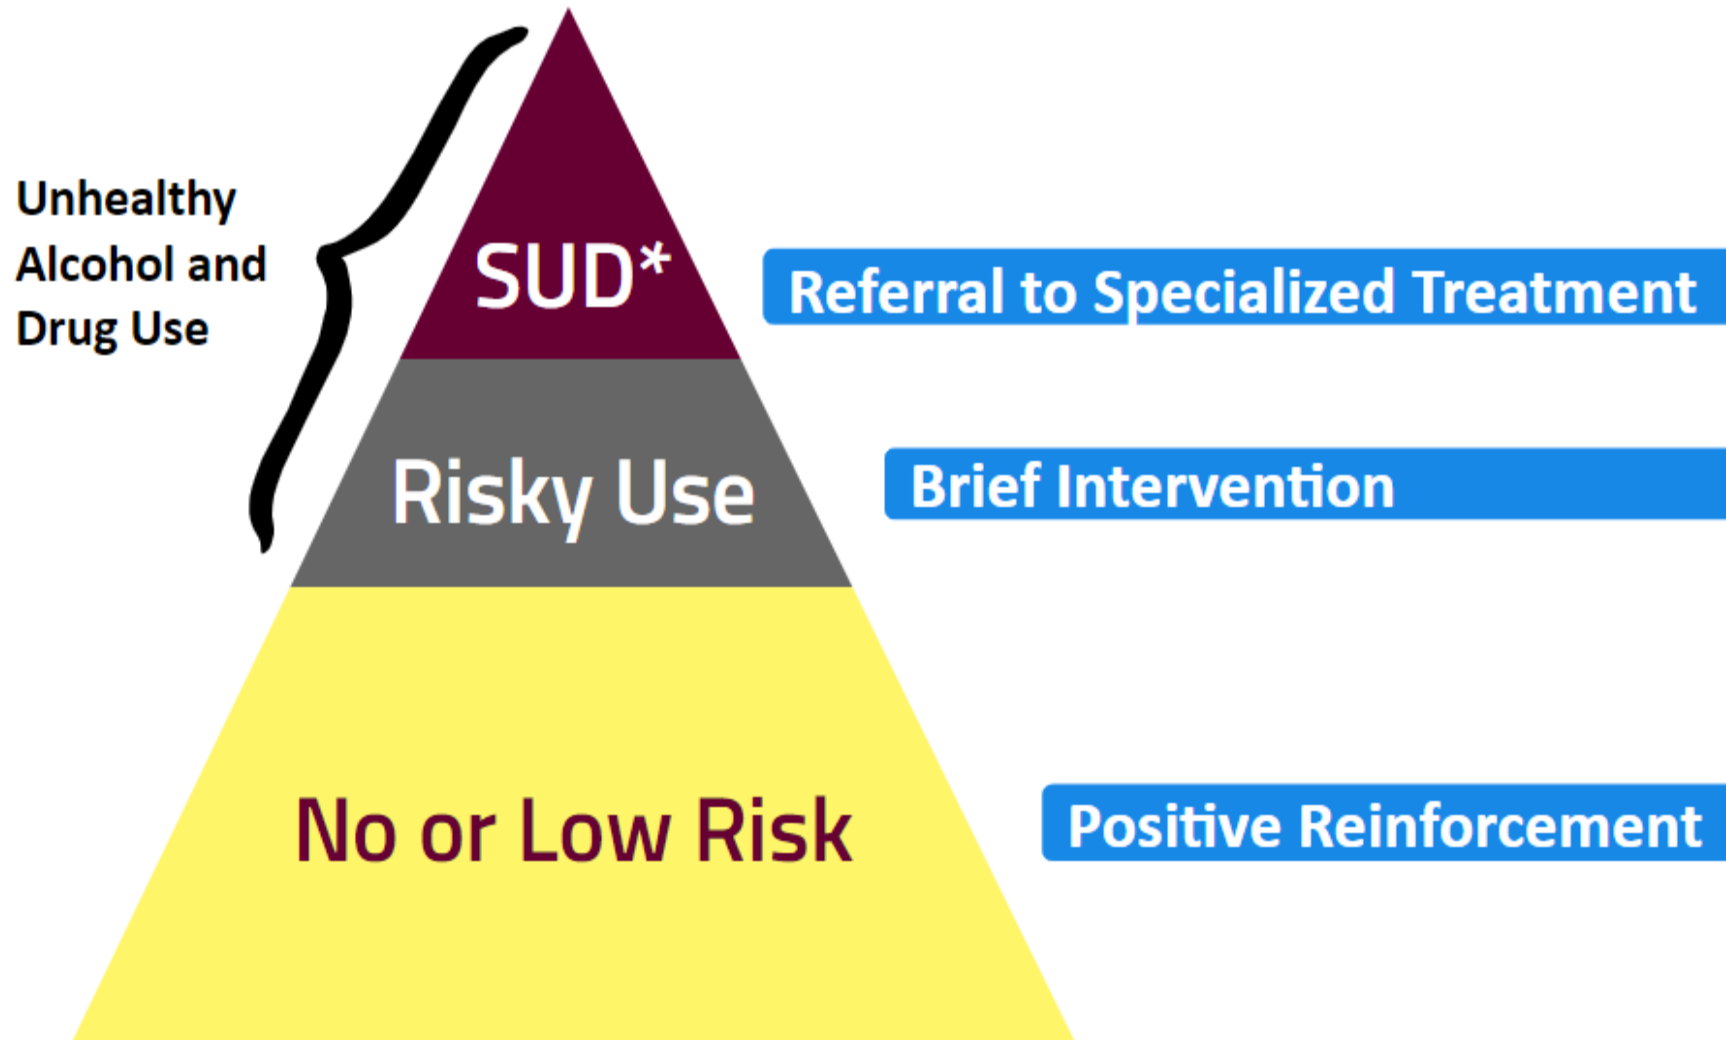 Unhealthy
Alcohol and
Drug Use
SUD*
Referral to Specialized Treatment
Risky Use
Brief Intervention
No or Low Risk
Positive Reinforcement